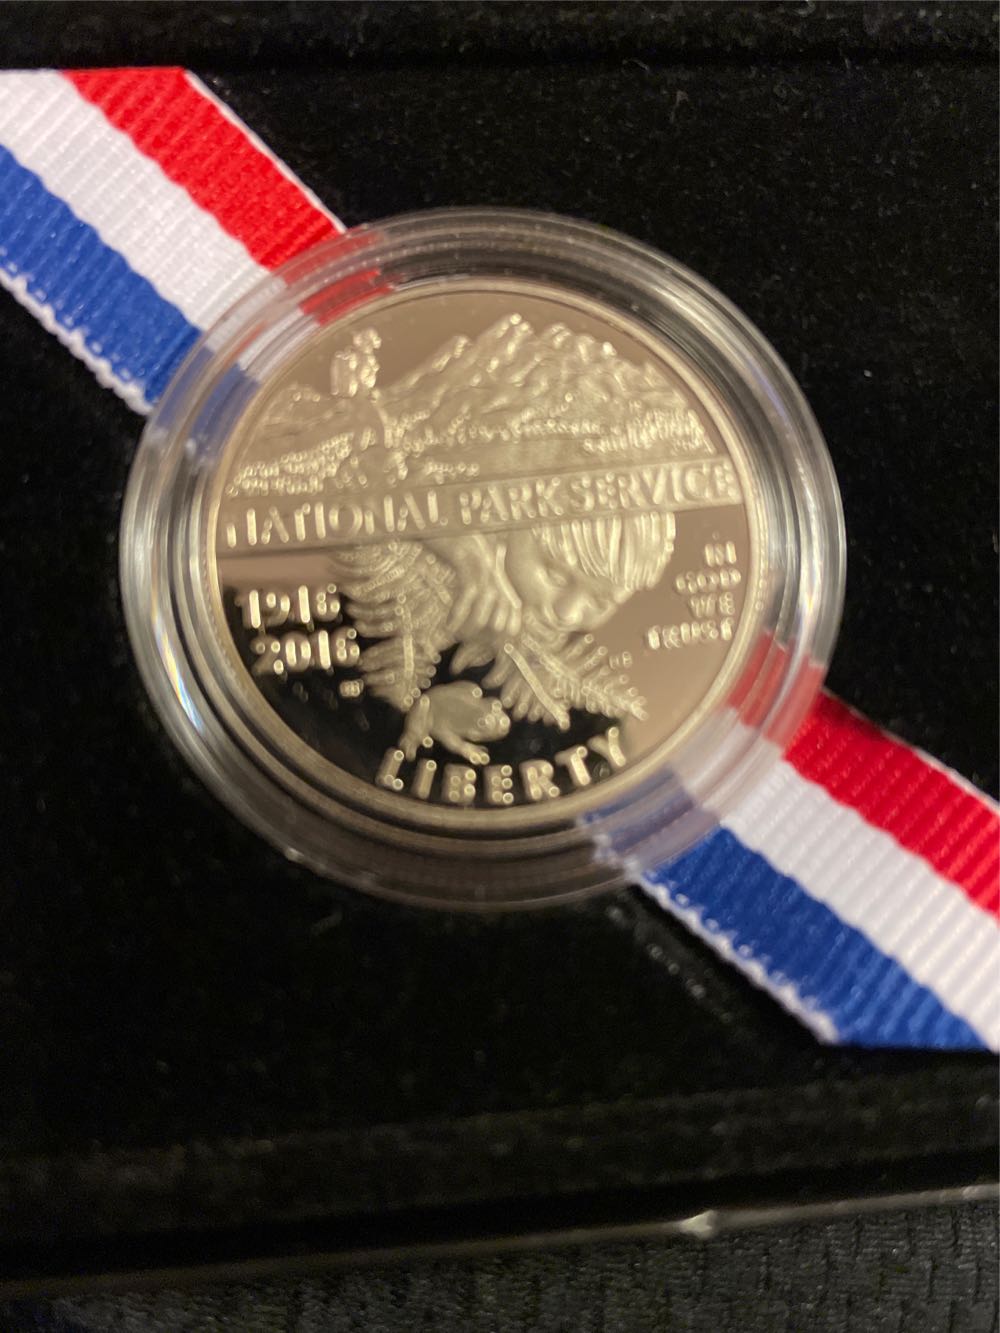 NATIONAL PARK SERVICE
1916
2016
IN
GOD
WE
TRUST
LIBERTY